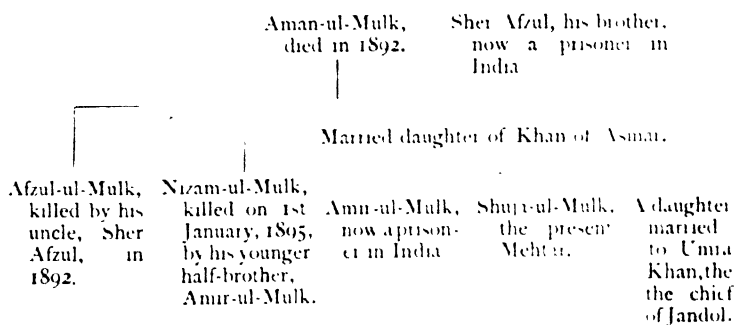 Aman-ul-Mulk,
died in 1892.
Sher Afzul, his brother,
now a prisoner in
India
Married daughter of Khan of Asmar.
Afzul-ul-Mulk,
killed by his
uncle, Sher
Afzul, in
1892.
Nizam-ul-Mulk,
killed on 1st
January, 1895,
by his younger
half-brother,
Amir-ul-Mulk.
Amir-ul-Mulk,
now a prison-
er in India
Shuja-ul-Mulk,
the present
Mehtar.
A daughter
married
to Umra
Khan, the
the chief
of Jandol.